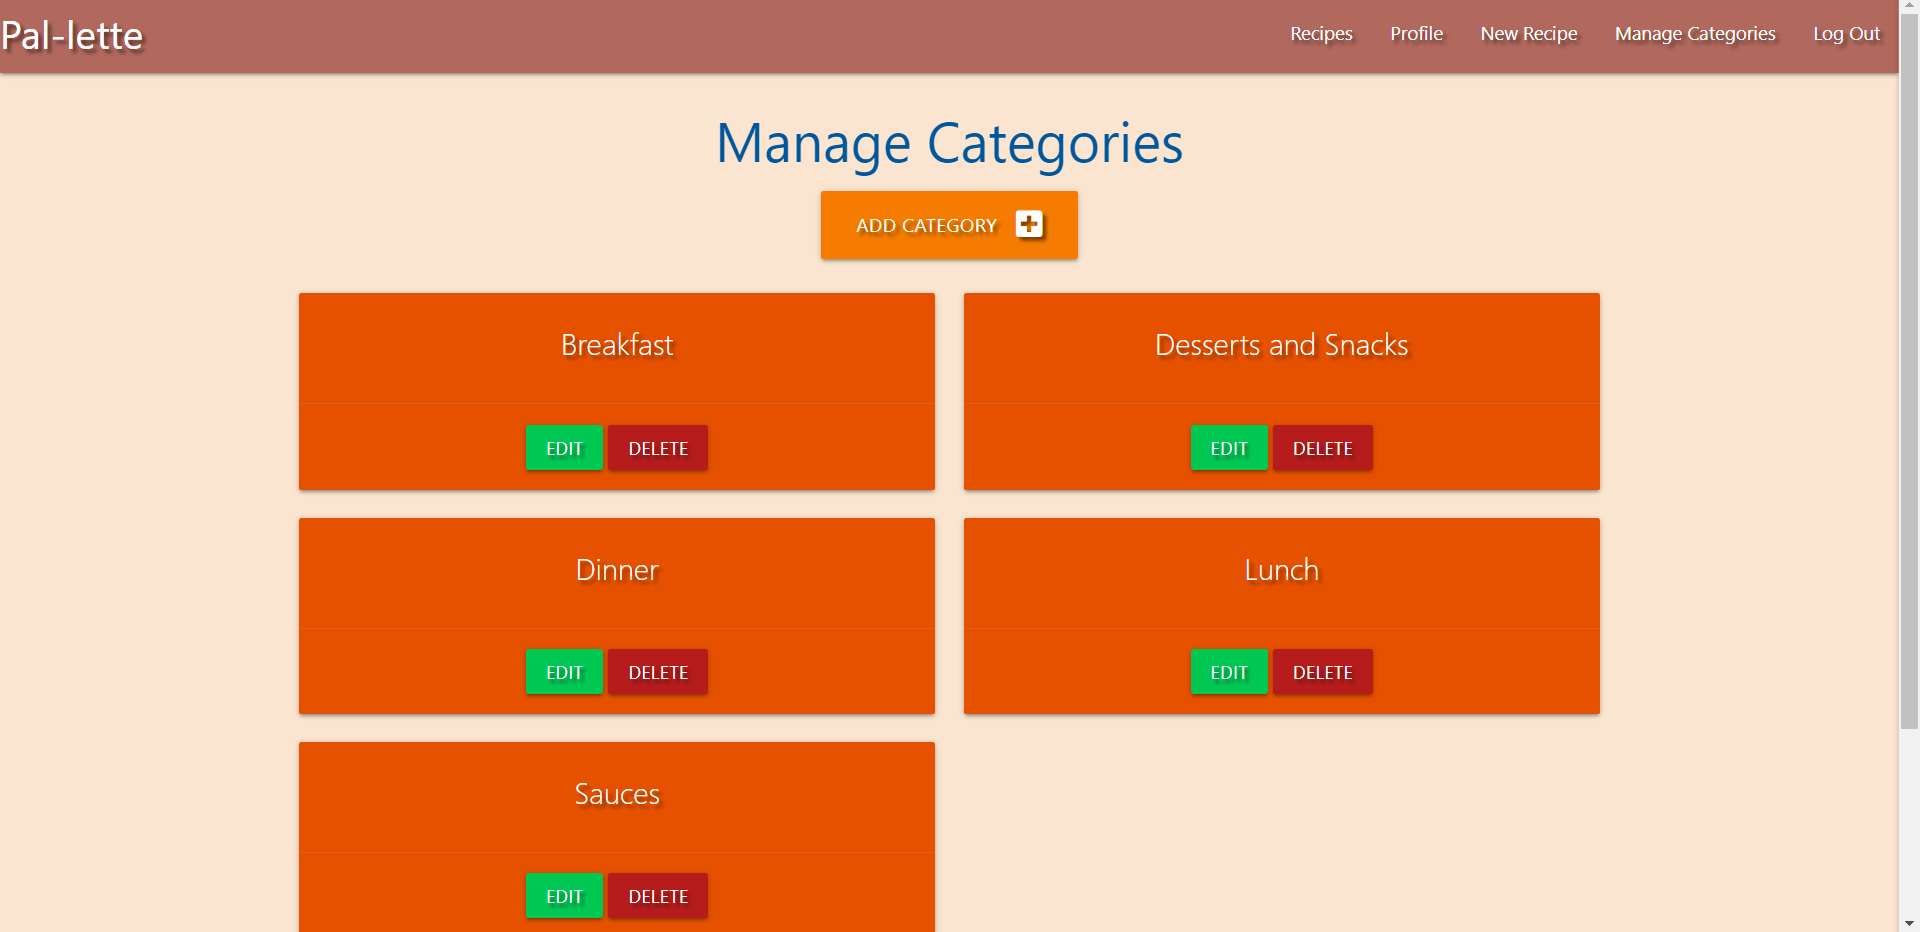 Pal-lette
Recipes
Profile
New Recipe
Manage Categories
Log Out
Manage Categories
ADD CATEGORY
Breakfast
EDIT
DELETE
Desserts and Snacks
EDIT
DELETE
Dinner
EDIT
DELETE
Lunch
EDIT
DELETE
Sauces
EDIT
DELETE